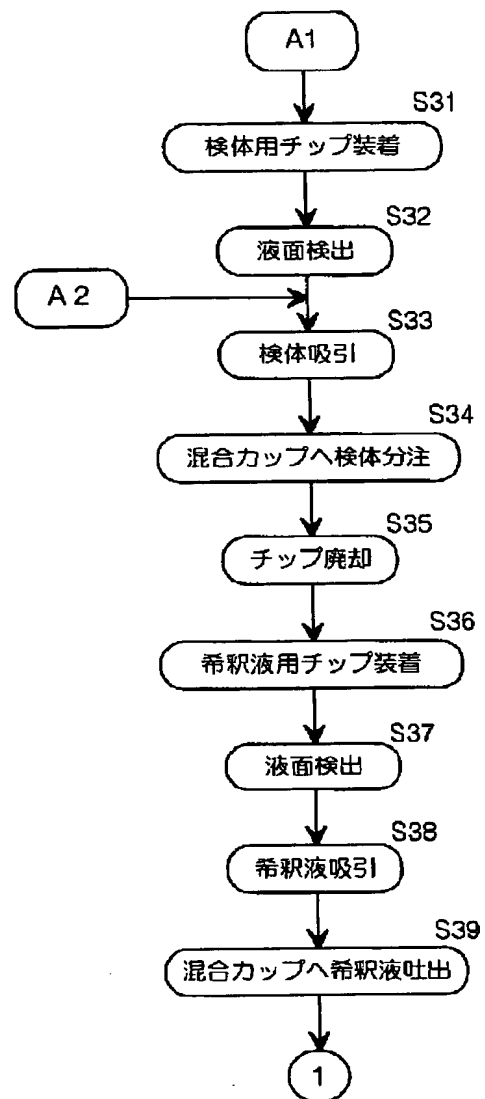 A1
S31
検体用チップ装着
S32
液面検出
A2
S33
検体吸引
S34
混合カップへ検体分注
S35
チップ廃却
S36
希釈液用チップ装着
S37
液面検出
S38
希釈液吸引
S39
混合カップへ希釈液吐出
1